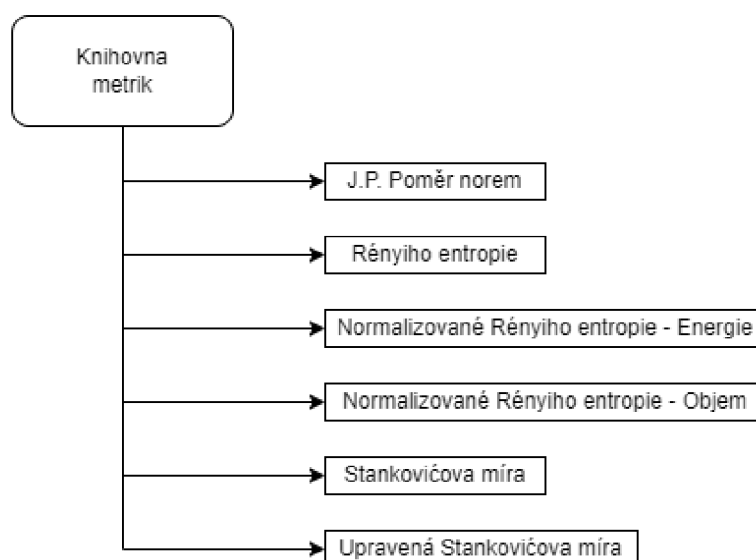 Knihovna
metrik
J.P. Poměr norem
Rényiho entropie
Normalizované Rényiho entropie - Energie
Normalizované Rényiho entropie - Objem
Stankovićova míra
Upravená Stankovićova míra